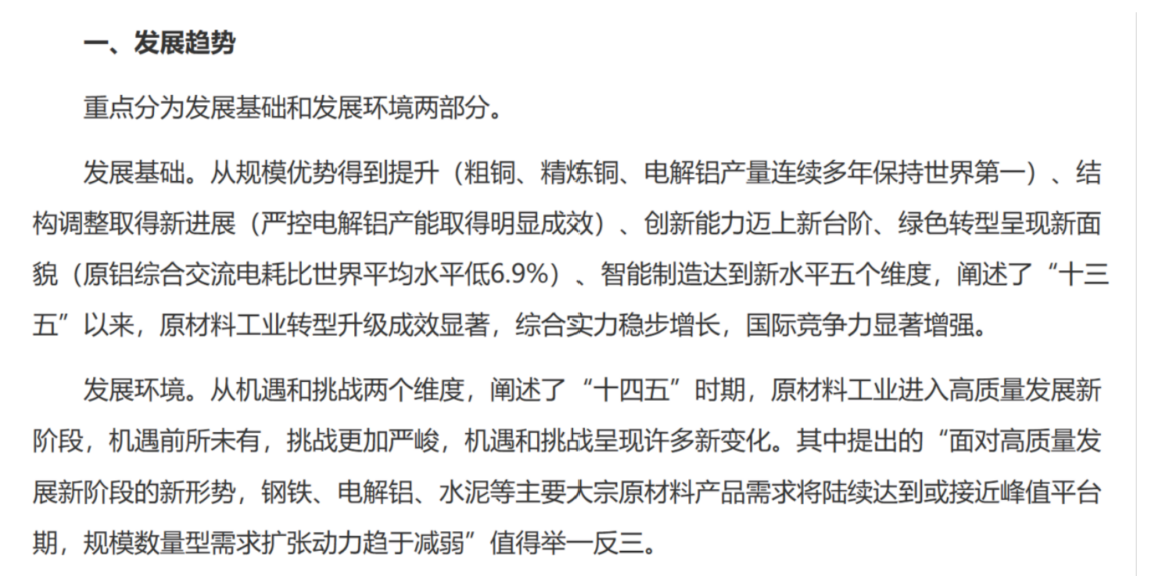 一、发展趋势
重点分为发展基础和发展环境两部分。
发展基础。从规模优势得到提升（粗铜、精炼铜、电解铝产量连续多年保持世界第一）、结
构调整取得新进展（严控电解铝产能取得明显成效）、创新能力迈上新台阶、绿色转型呈现新面
貌（原铝综合交流电耗比世界平均水平低6.9%）、智能制造达到新水平五个维度，阐述了“十三
五”以来，原材料工业转型升级成效显著，综合实力稳步增长，国际竞争力显著增强。
发展环境。从机遇和挑战两个维度，阐述了“十四五”时期，原材料工业进入高质量发展新
阶段，机遇前所未有，挑战更加严峻，机遇和挑战呈现许多新变化。其中提出的“面对高质量发
展新阶段的新形势，钢铁、电解铝、水泥等主要大宗原材料产品需求将陆续达到或接近峰值平台
期，规模数量型需求扩张动力趋于减弱”值得举一反三。